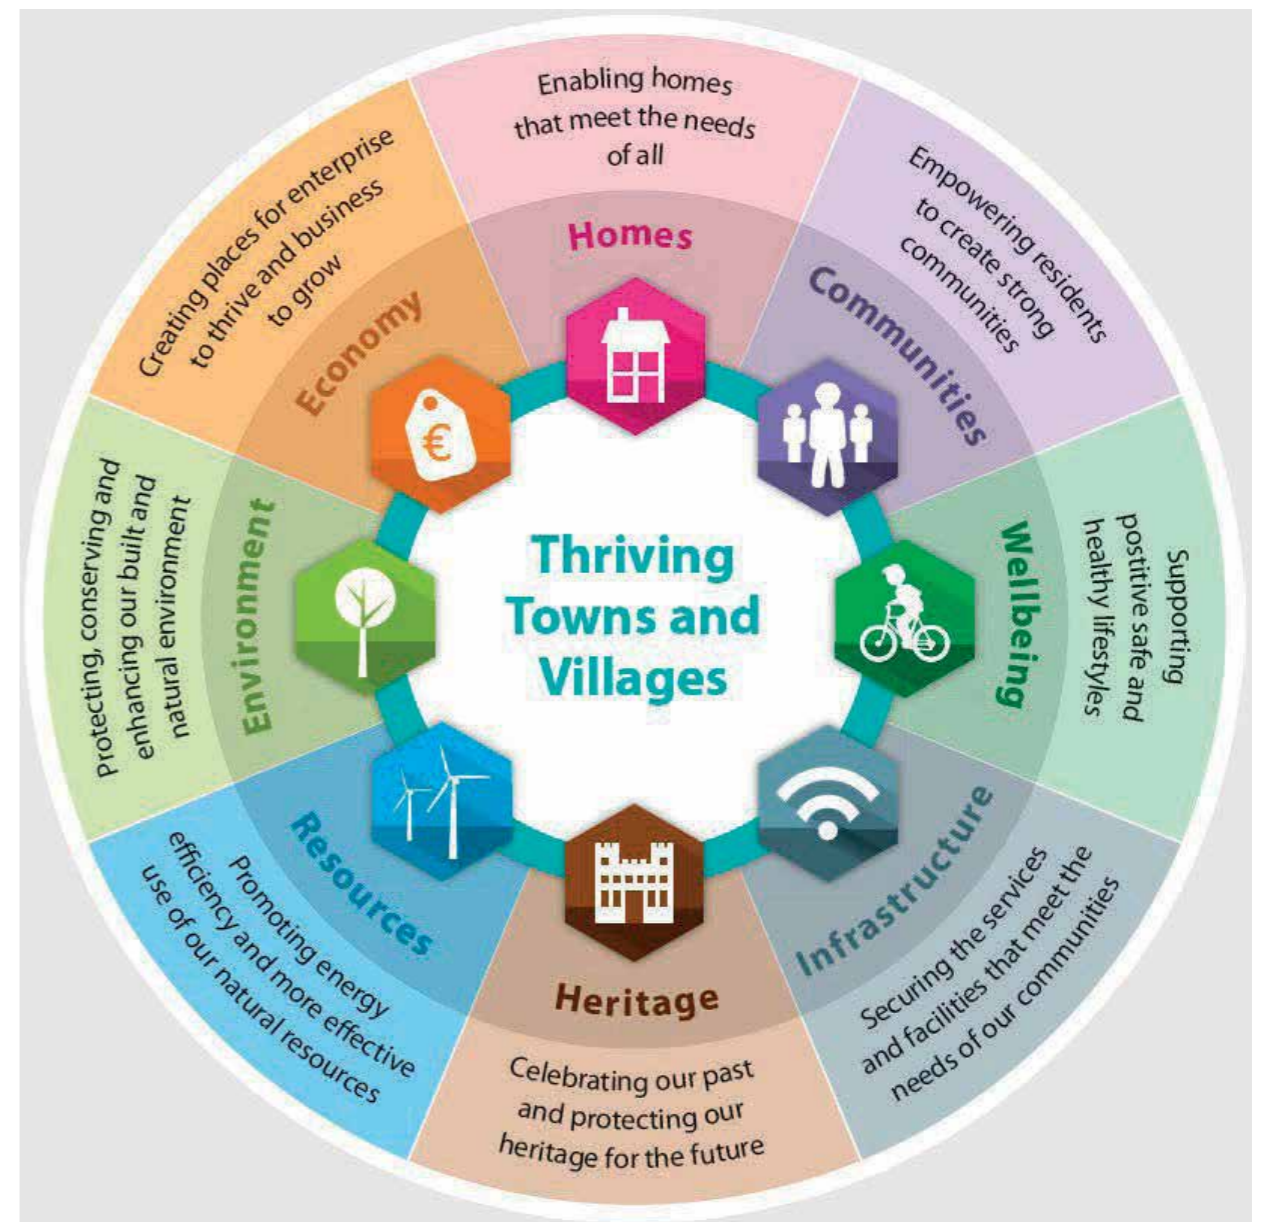 Thriving
Towns and
Villages
Homes
Enabling homes
that meet the needs
of all
Communities
Empowering residents
to create strong
communities
Wellbeing
Supporting
postitive safe and
healthy lifestyles
Infrastructure
Securing the services
and facilities that meet the
needs of our communities
Heritage
Celebrating our past
and protecting our
heritage for the future
Resources
Promoting energy
efficiency and more effective
use of our natural resources
Environment
Protecting, conserving and
enhancing our built and
natural environment
Economy
Creating places for enterprise
to thrive and business
to grow
€